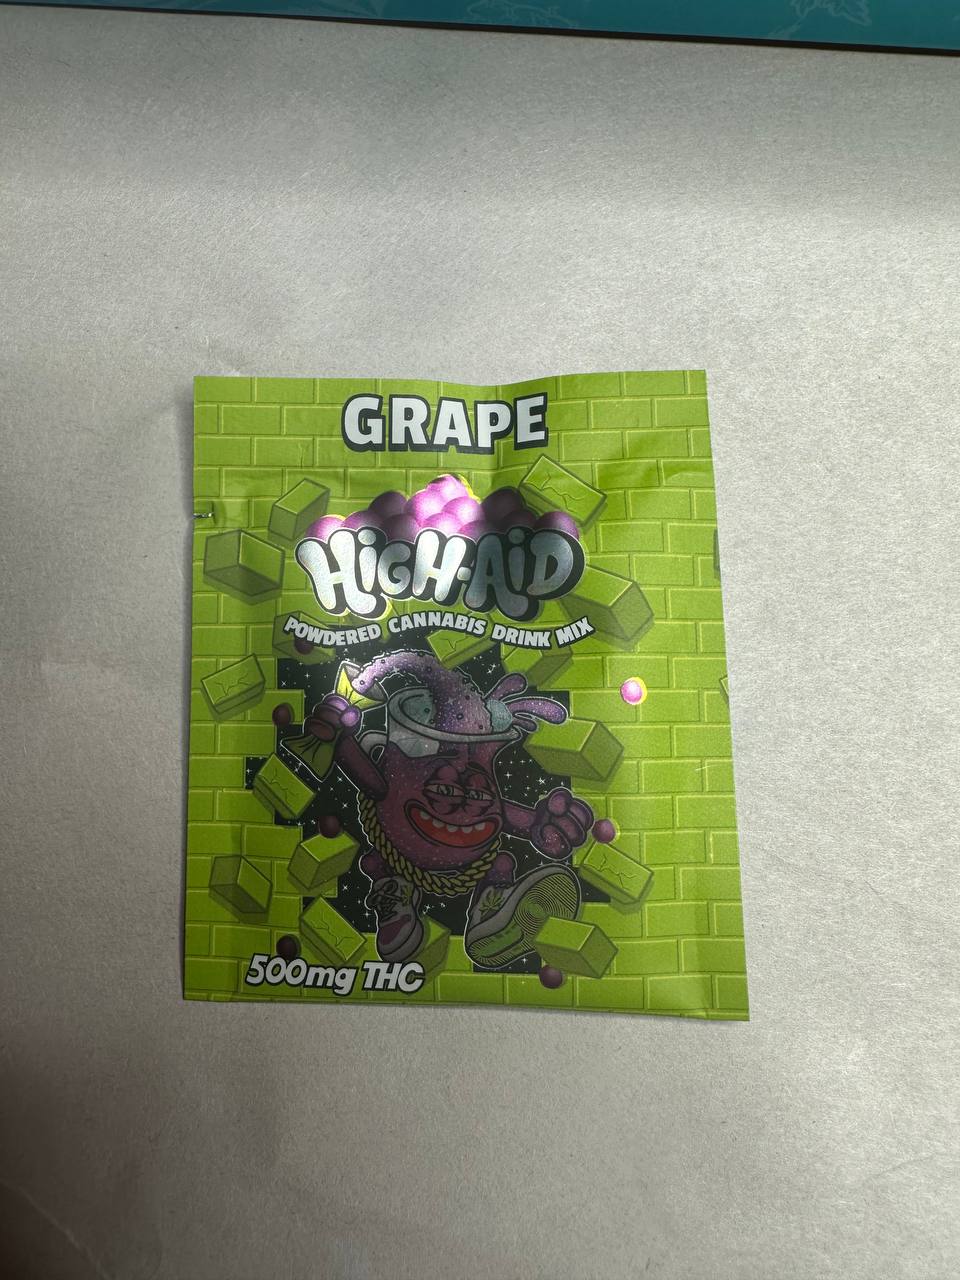 GRAPE
HiGH-AiD
POWDERED CANNABIS DRINK MIX
500mg THC